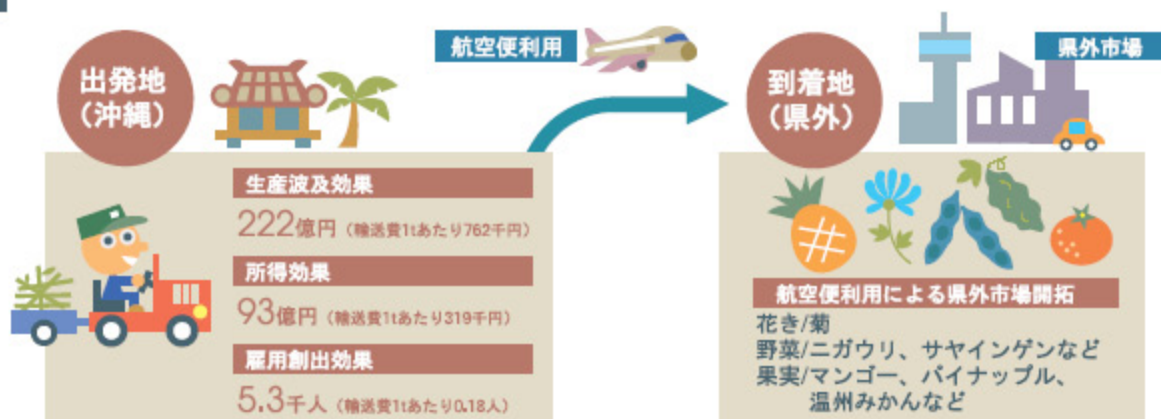 出発地
(沖縄)
航空便利用
到着地
(県外)
県外市場
生産波及効果
222億円(輸送費1tあたり762千円)
所得効果
93億円(輸送費1tあたり319千円)
雇用創出効果
5.3千人(輸送費1tあたり0.18人)
航空便利用による県外市場開拓
花き/菊
野菜/ニガウリ、サヤインゲンなど
果実/マンゴー、パイナップル、
温州みかんなど